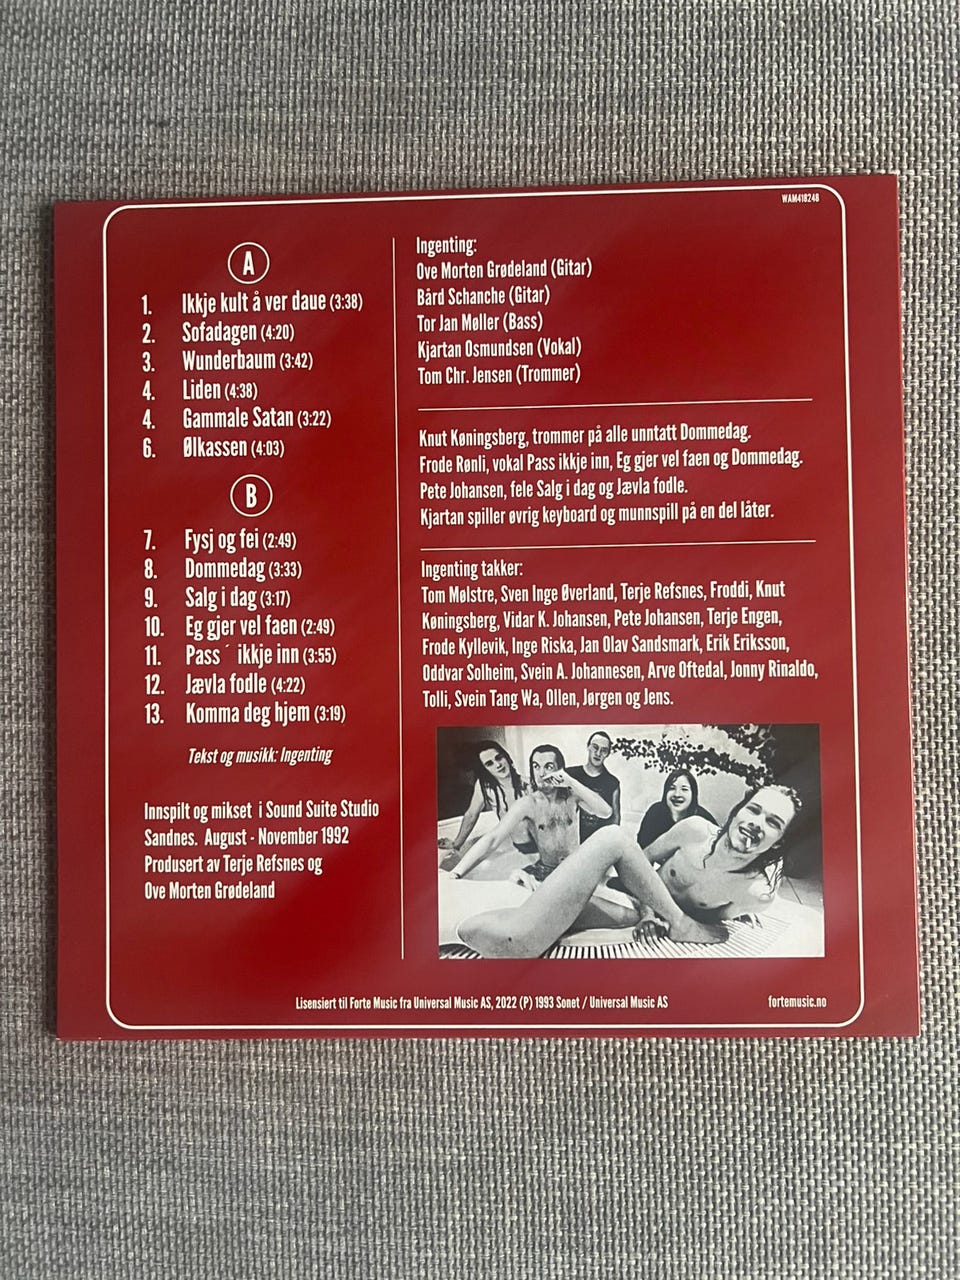 WAM418248
A
1. Ikkje kult å ver daue (3:38)
2. Sofadagen (4:20)
3. Wunderbaum (3:42)
4. Liden (4:38)
4. Gammale Satan (3:22)
6. Ølkassen (4:03)
B
7. Fysj og fei (2:49)
8. Dommedag (3:33)
9. Salg i dag (3:17)
10. Eg gjer vel faen (2:49)
11. Pass´ ikkje inn (3:55)
12. Jævla fodle (4:22)
13. Komma deg hjem (3:19)
Tekst og musikk: Ingenting
Innspilt og mikset i Sound Suite Studio
Sandnes. August - November 1992
Produsert av Terje Refsnes og
Ove Morten Grødeland
Ingenting:
Ove Morten Grødeland (Gitar)
Bård Schanche (Gitar)
Tor Jan Møller (Bass)
Kjartan Osmundsen (Vokal)
Tom Chr. Jensen (Trommer)
Knut Køningsberg, trommer på alle unntatt Dommedag.
Frode Rønli, vokal Pass ikkje inn, Eg gjer vel faen og Dommedag.
Pete Johansen, fele Salg i dag og Jævla fodle.
Kjartan spiller øvrig keyboard og munnspill på en del låter.
Ingenting takker:
Tom Mølstre, Sven Inge Øverland, Terje Refsnes, Froddi, Knut
Køningsberg, Vidar K. Johansen, Pete Johansen, Terje Engen,
Frode Kyllevik, Inge Riska, Jan Olav Sandsmark, Erik Eriksson,
Oddvar Solheim, Svein A. Johannesen, Arve Oftedal, Jonny Rinaldo,
Tolli, Svein Tang Wa, Ollen, Jørgen og Jens.
Lisensiert til Forte Music fra Universal Music AS, 2022 (P) 1993 Sonet / Universal Music AS
fortemusic.no